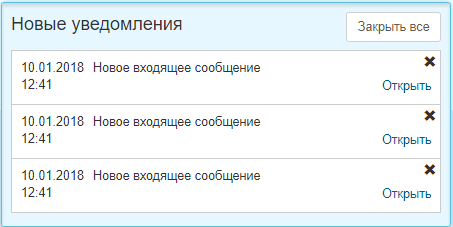 Новые уведомления Закрыть все
10.01.2018 Новое входящее сообщение
12:41 Открыть
10.01.2018 Новое входящее сообщение
12:41 Открыть
10.01.2018 Новое входящее сообщение
12:41 Открыть